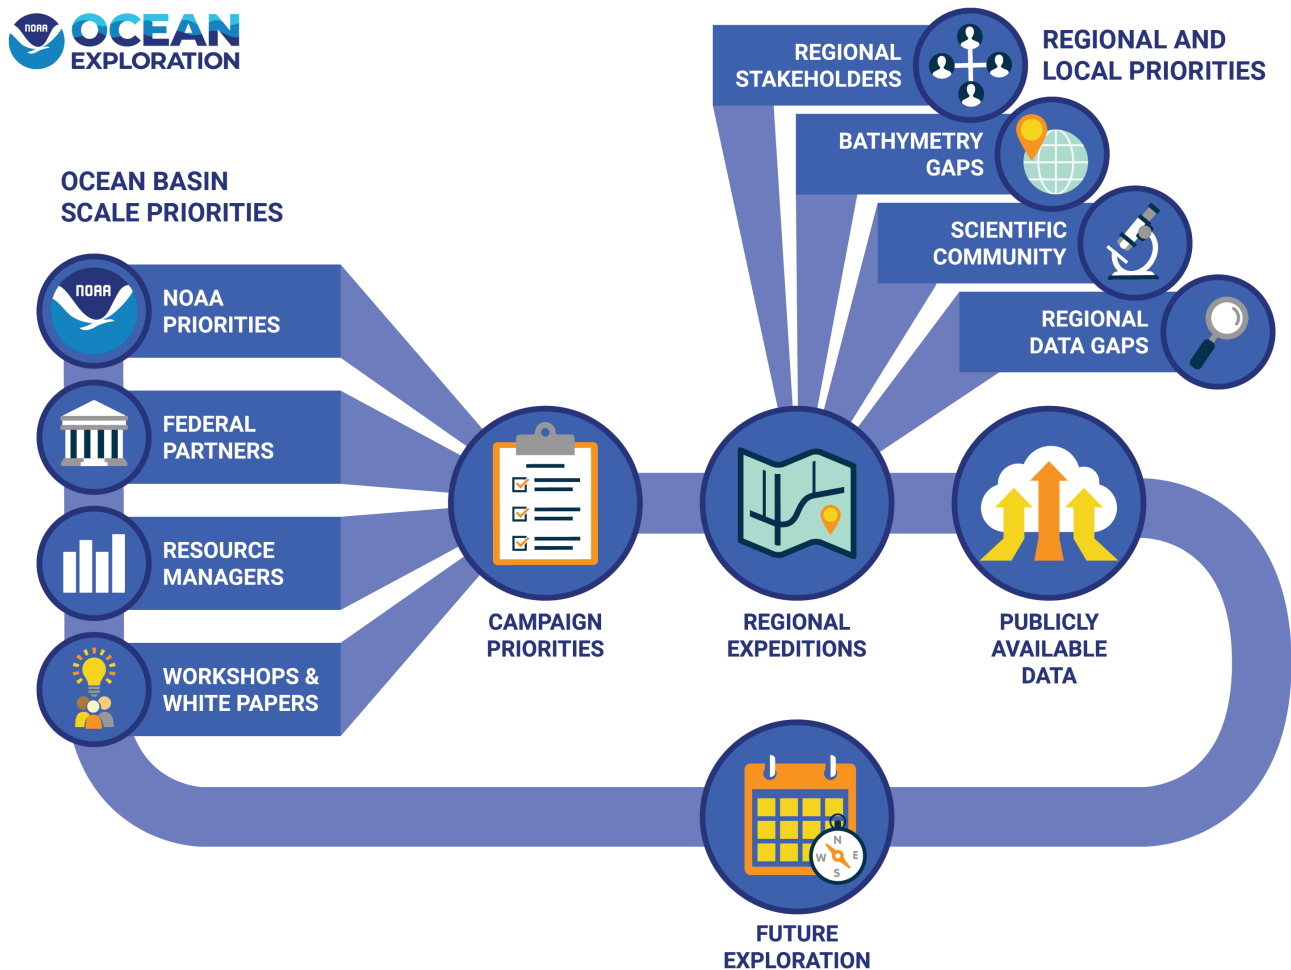 NOAA
OCEAN
EXPLORATION
REGIONAL
STAKEHOLDERS
REGIONAL AND
LOCAL PRIORITIES
BATHYMETRY
GAPS
SCIENTIFIC
COMMUNITY
REGIONAL
DATA GAPS
OCEAN BASIN
SCALE PRIORITIES
NOAA
NOAA
PRIORITIES
FEDERAL
PARTNERS
RESOURCE
MANAGERS
WORKSHOPS &
WHITE PAPERS
CAMPAIGN
PRIORITIES
REGIONAL
EXPEDITIONS
PUBLICLY
AVAILABLE
DATA
N
W E
S
FUTURE
EXPLORATION